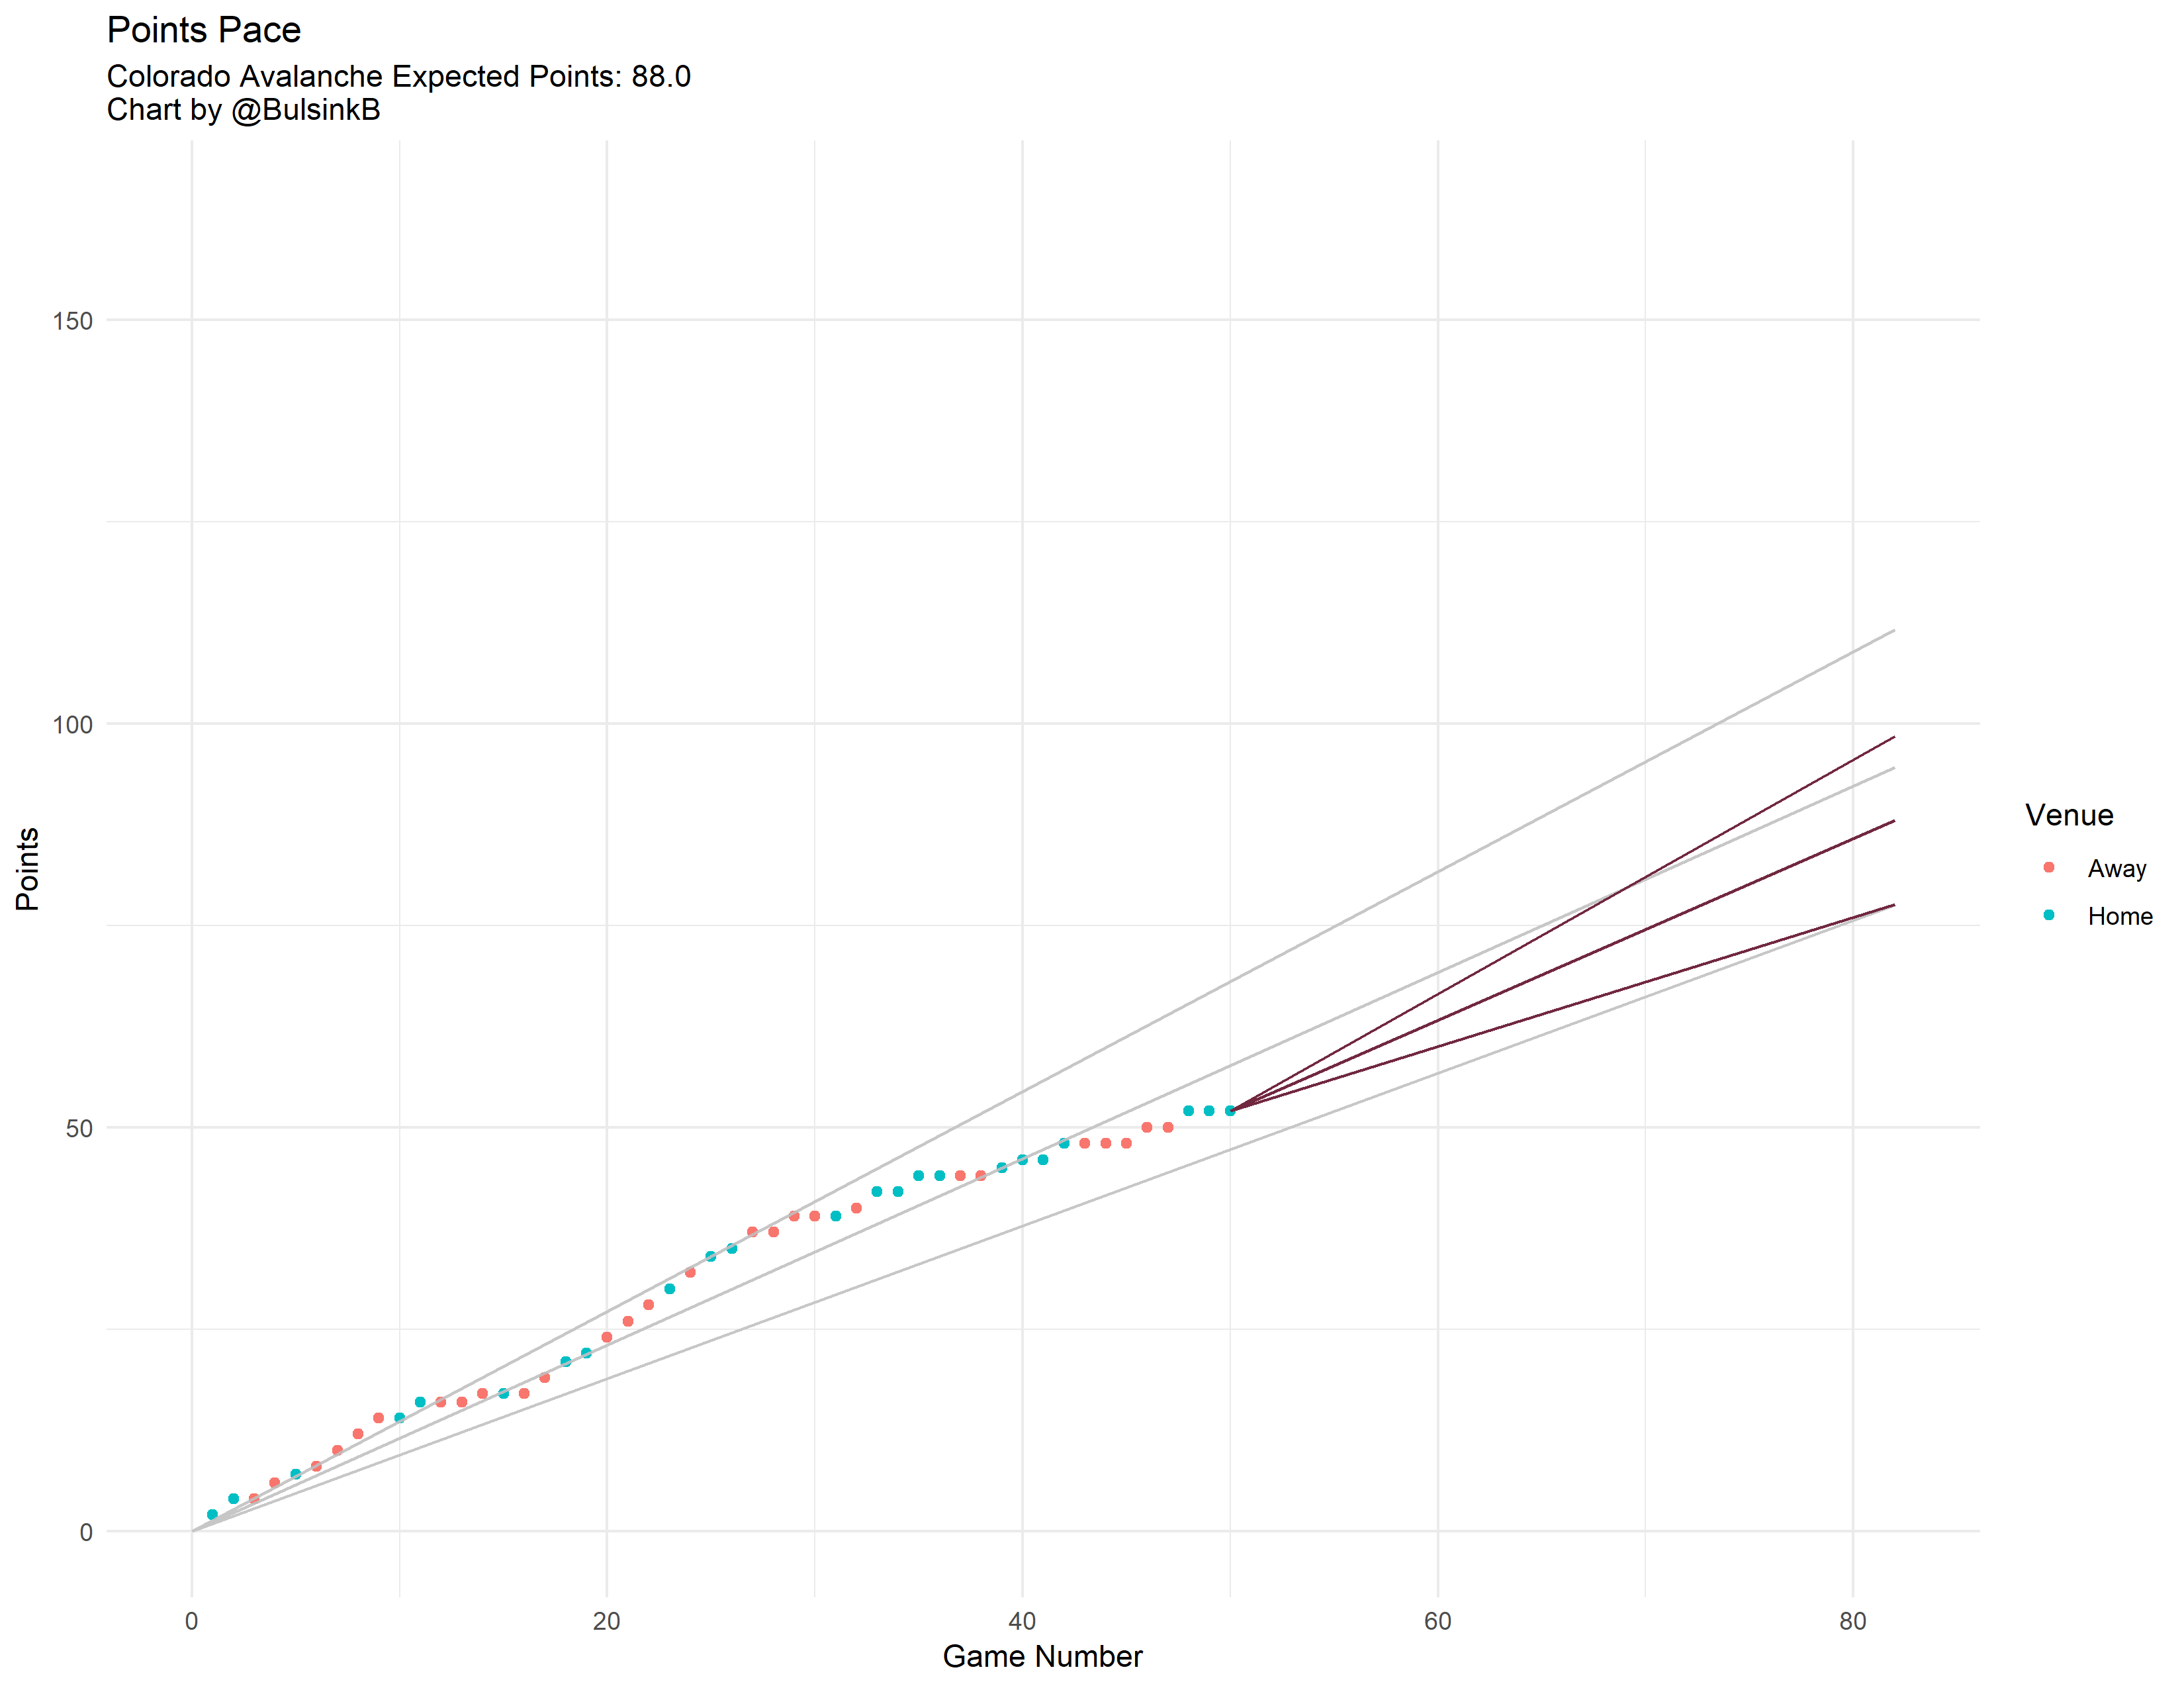 Points Pace
Colorado Avalanche Expected Points: 88.0
Chart by @BulsinkB
150
100
50
0
Points
0 20 40 60 80
Game Number
Venue
Away
Home